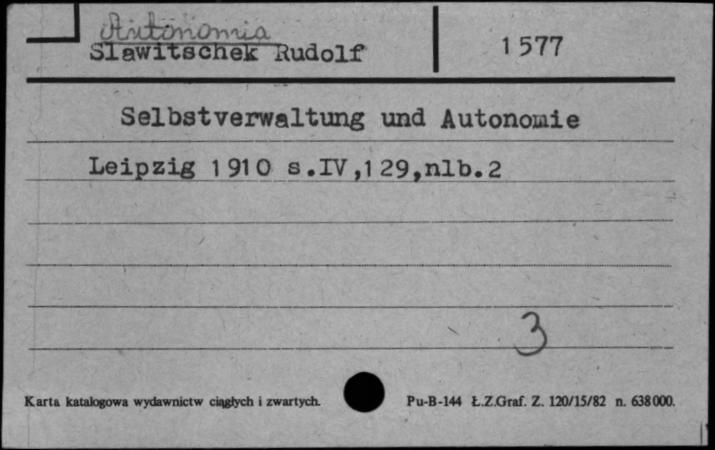 Autonomia
Slawitschek Rudolf
1577
Selbstverwaltung und Autonomie
Leipzig 1910 s.IV,129,nlb.2
3
Karta katalogowa wydawnictw ciągłych i zwartych.
Pu-B-144 Ł.Z.Graf. Z. 120/15/82 n. 638000.